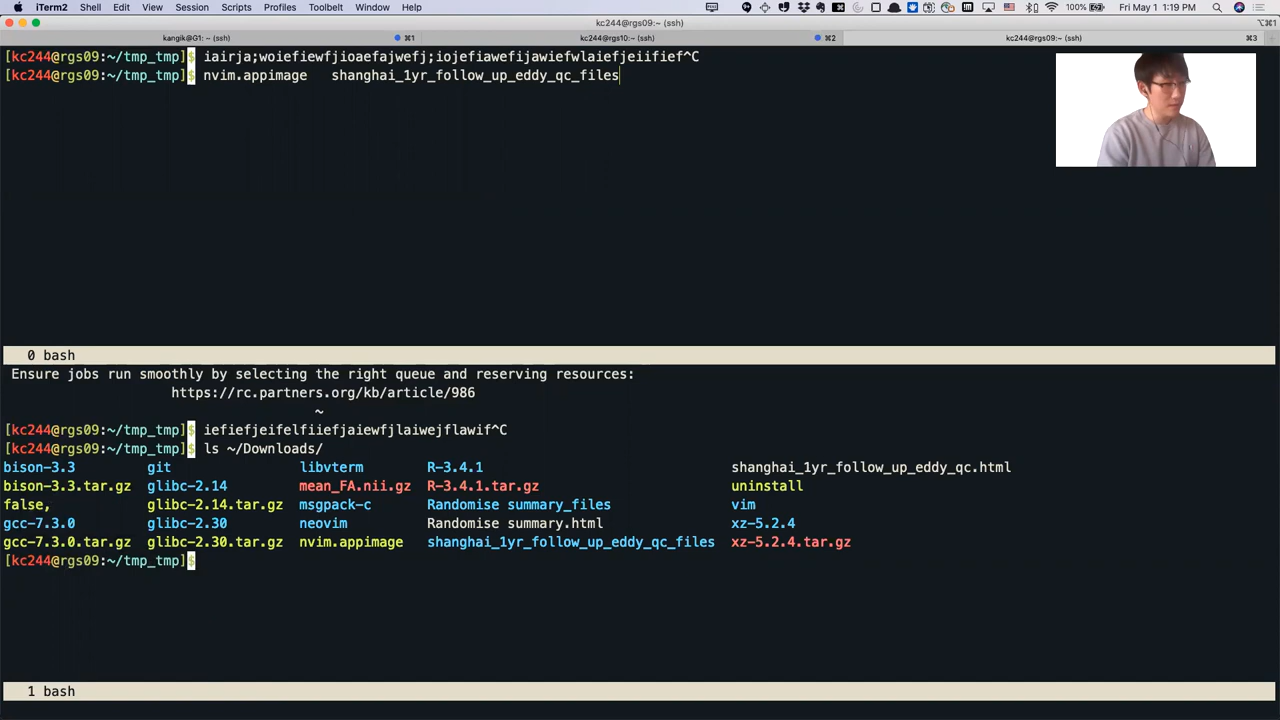 iTerm2 Shell Edit View Session Scripts Profiles Toolbelt Window Help 100% Fri May 1 1:19 PM
kc244@rgs09:~ (ssh) ⌥⌘1
kangik@G1: ~ (ssh) ⌘1 kc244@rgs10:~ (ssh) ⌘2 kc244@rgs09:~ (ssh) ⌘3
[kc244@rgs09:~/tmp_tmp]$ iairja;woiefiewfjioaefajwefj;iojefiawefijawiefwlaiefjeiifief^C
[kc244@rgs09:~/tmp_tmp]$ nvim.appimage shanghai_1yr_follow_up_eddy_qc_files
0 bash
Ensure jobs run smoothly by selecting the right queue and reserving resources:
https://rc.partners.org/kb/article/986
~
[kc244@rgs09:~/tmp_tmp]$ iefiefjeifelfiiefjaiewfjlaiwejflawif^C
[kc244@rgs09:~/tmp_tmp]$ ls ~/Downloads/
bison-3.3 git libvterm R-3.4.1 shanghai_1yr_follow_up_eddy_qc.html
bison-3.3.tar.gz glibc-2.14 mean_FA.nii.gz R-3.4.1.tar.gz uninstall
false, glibc-2.14.tar.gz msgpack-c Randomise summary_files vim
gcc-7.3.0 glibc-2.30 neovim Randomise summary.html xz-5.2.4
gcc-7.3.0.tar.gz glibc-2.30.tar.gz nvim.appimage shanghai_1yr_follow_up_eddy_qc_files xz-5.2.4.tar.gz
[kc244@rgs09:~/tmp_tmp]$
1 bash